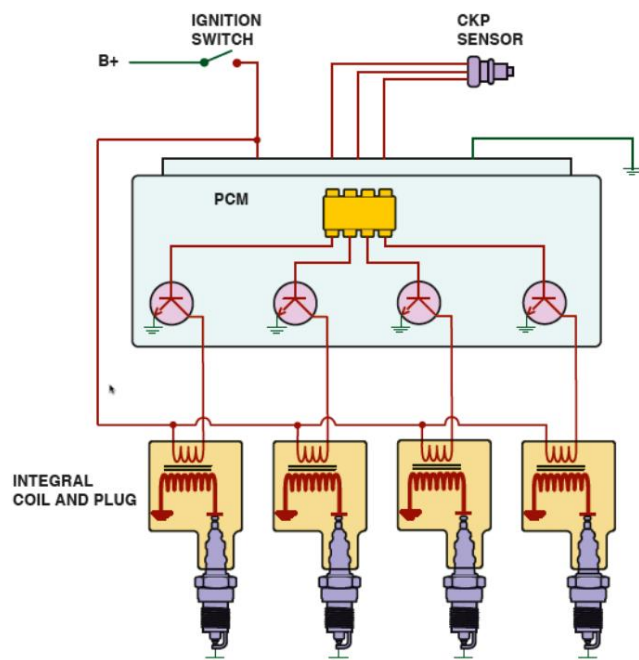 IGNITION
SWITCH
CKP
SENSOR
B+
PCM
INTEGRAL
COIL AND PLUG